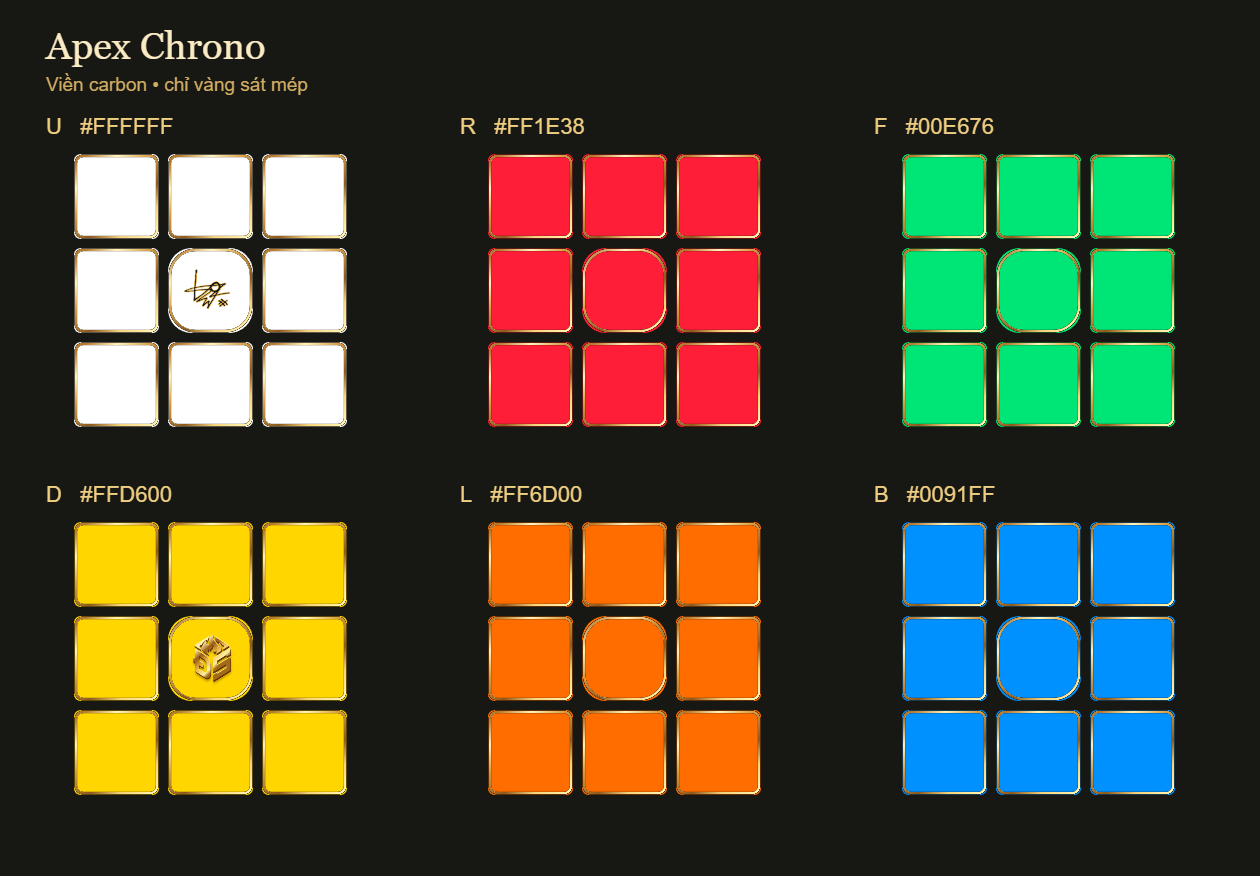 Apex Chrono
Viền carbon • chỉ vàng sát mép
U #FFFFFF
R #FF1E38
F #00E676
D #FFD600
L #FF6D00
B #0091FF